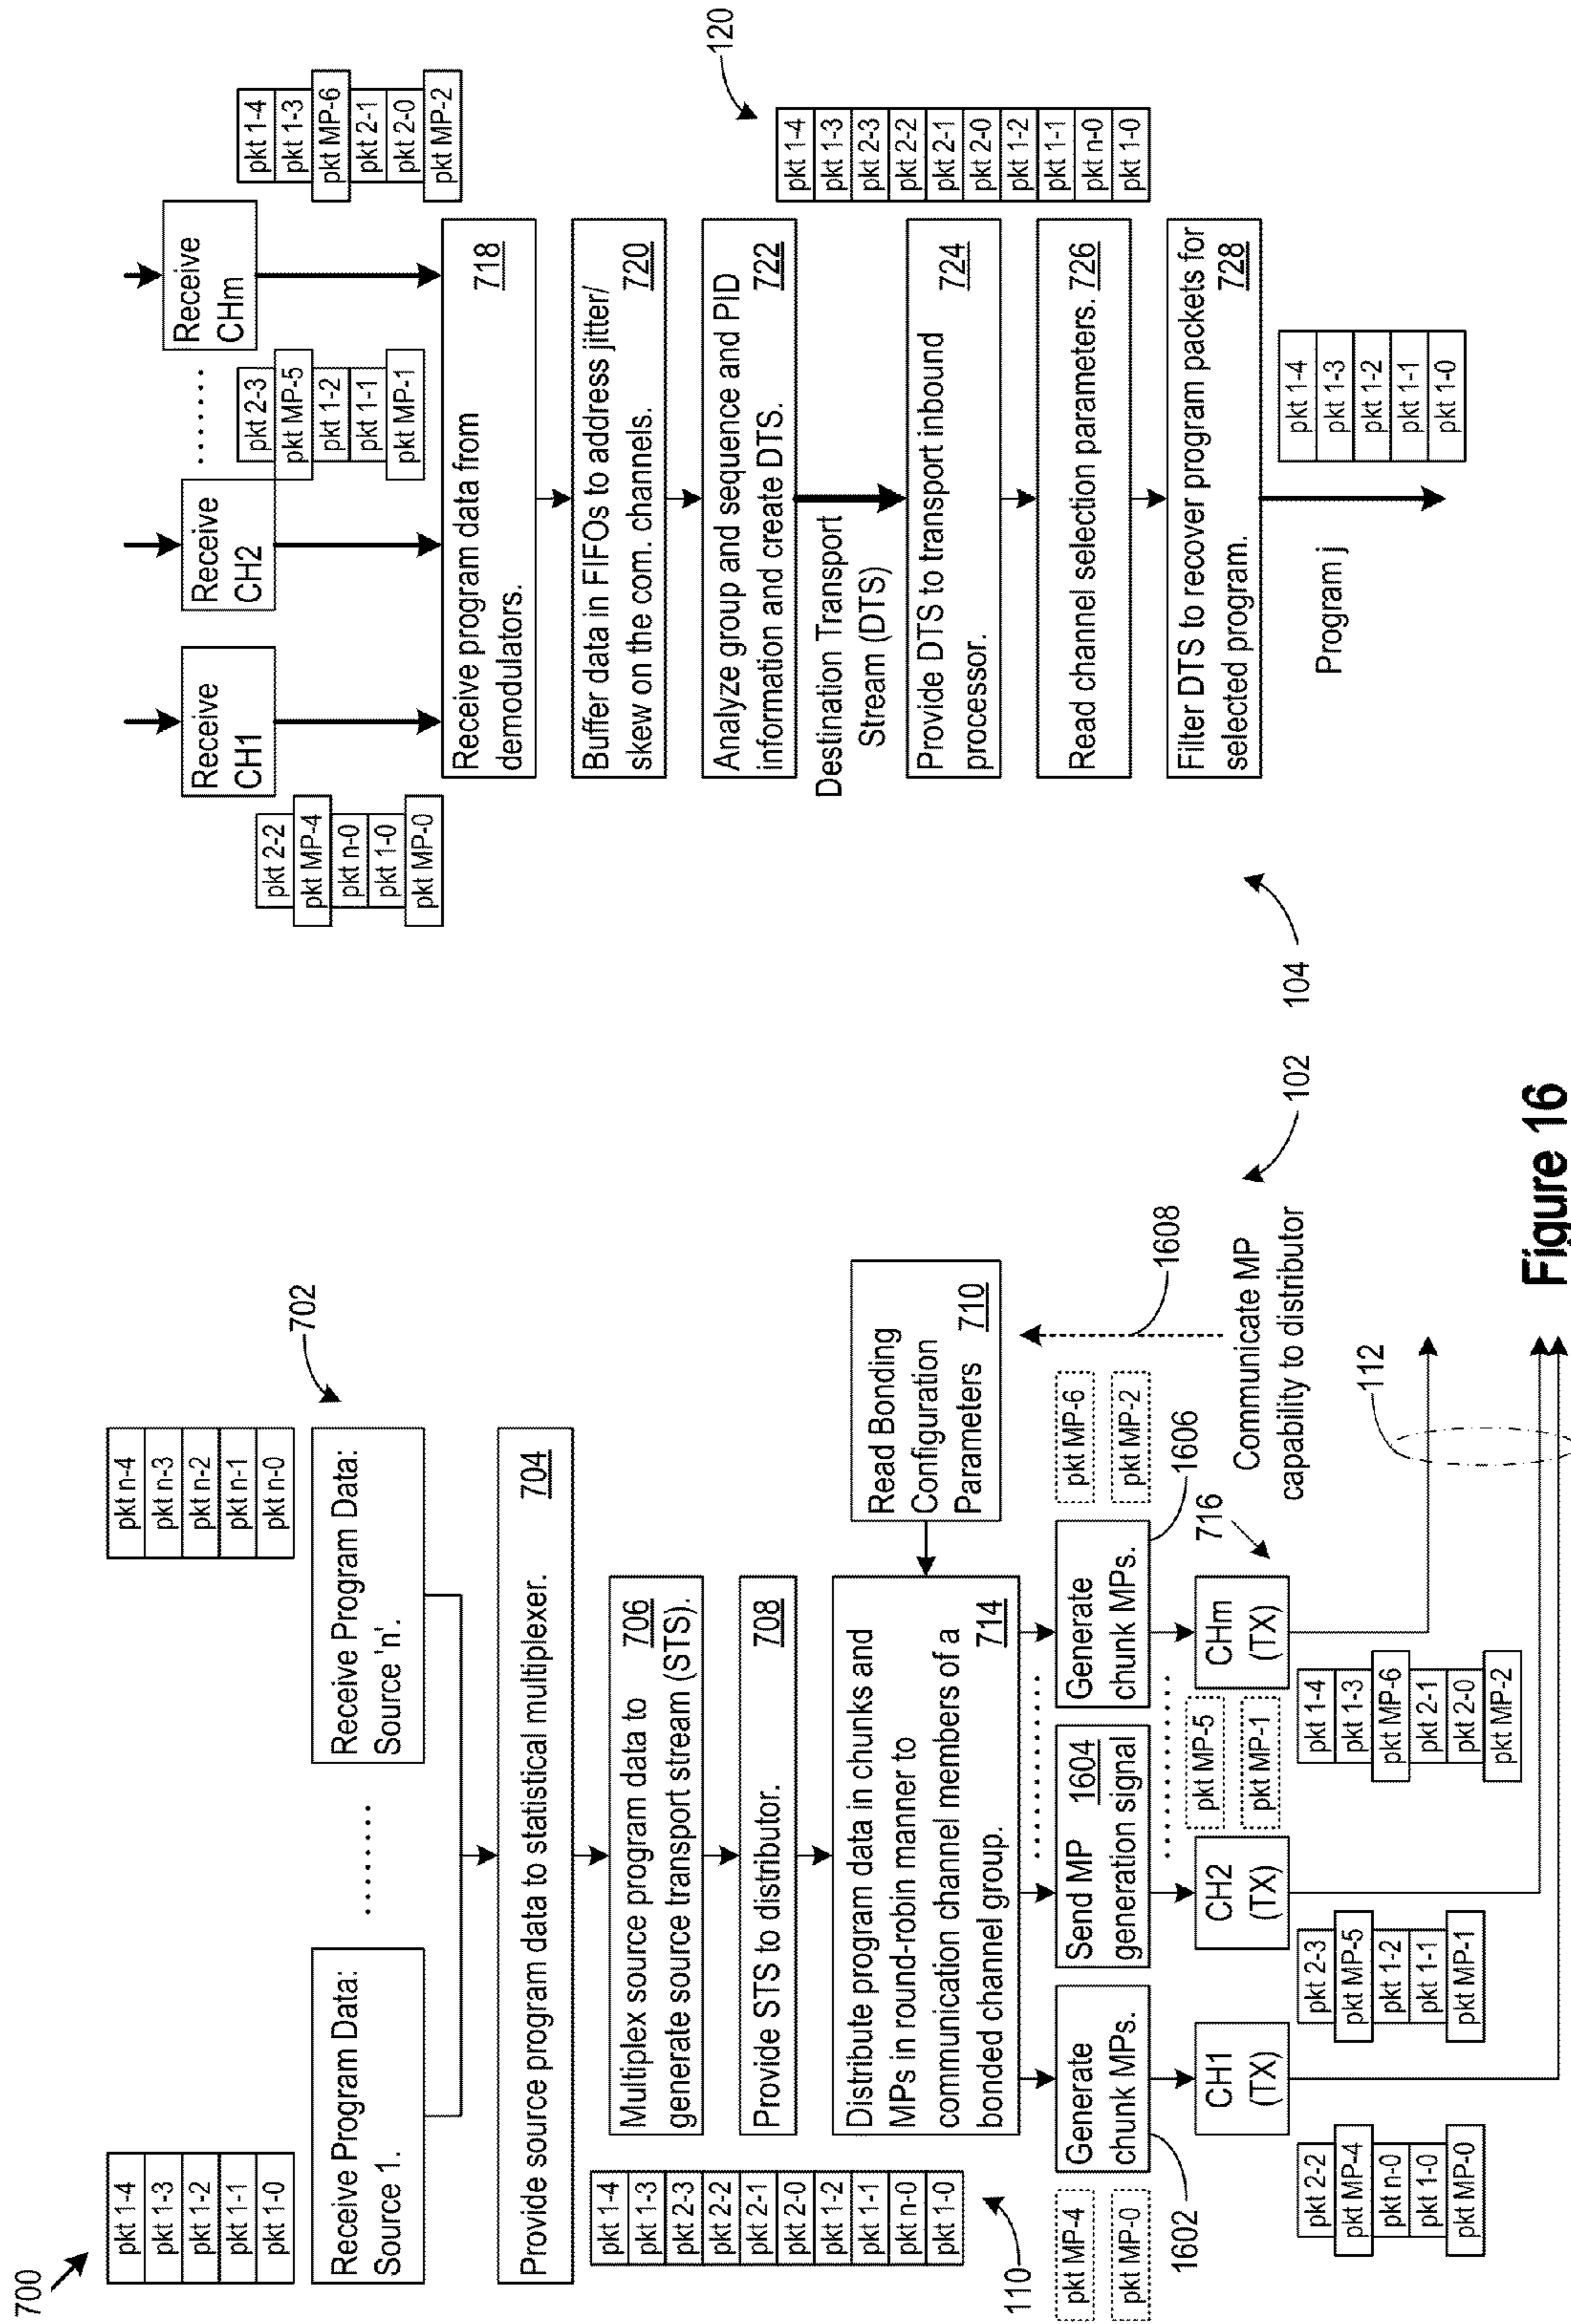 700
pkt 1-4
pkt 1-3
pkt 1-2
pkt 1-1
pkt 1-0
pkt n-4
pkt n-3
pkt n-2
pkt n-1
pkt n-0
702
Receive Program Data:
Source 1.
.......
Receive Program Data:
Source 'n'.
Provide source program data to statistical multiplexer. 704
pkt 1-4
pkt 1-3
pkt 2-3
pkt 2-2
pkt 2-1
pkt 2-0
pkt 1-2
pkt 1-1
pkt n-0
pkt 1-0
110
Multiplex source program data to 706
generate source transport stream (STS).
Provide STS to distributor. 708
Distribute program data in chunks and
MPs in round-robin manner to
communication channel members of a
bonded channel group. 714
Read Bonding
Configuration
Parameters 710
1608
Communicate MP
capability to distributor
102
104
pkt MP-4
pkt MP-0
1602
Generate
chunk MPs.
Send MP 1604
generation signal
Generate
chunk MPs.
1606
pkt MP-6
pkt MP-2
pkt MP-5
pkt MP-1
716
CH1
(TX)
CH2
(TX)
CHm
(TX)
112
pkt 2-2
pkt MP-4
pkt n-0
pkt 1-0
pkt MP-0
pkt 2-3
pkt MP-5
pkt 1-2
pkt 1-1
pkt MP-1
pkt 1-4
pkt 1-3
pkt MP-6
pkt 2-1
pkt 2-0
pkt MP-2
Receive
CH1
Receive
CH2
.......
Receive
CHm
pkt 2-2
pkt MP-4
pkt n-0
pkt 1-0
pkt MP-0
pkt 2-3
pkt MP-5
pkt 1-2
pkt 1-1
pkt MP-1
pkt 1-4
pkt 1-3
pkt MP-6
pkt 2-1
pkt 2-0
pkt MP-2
Receive program data from
demodulators. 718
Buffer data in FIFOs to address jitter/
skew on the com. channels. 720
Analyze group and sequence and PID
information and create DTS. 722
Destination Transport
Stream (DTS)
120
pkt 1-4
pkt 1-3
pkt 2-3
pkt 2-2
pkt 2-1
pkt 2-0
pkt 1-2
pkt 1-1
pkt n-0
pkt 1-0
Provide DTS to transport inbound
processor. 724
Read channel selection parameters. 726
Filter DTS to recover program packets for
selected program. 728
Program j
pkt 1-4
pkt 1-3
pkt 1-2
pkt 1-1
pkt 1-0
Figure 16